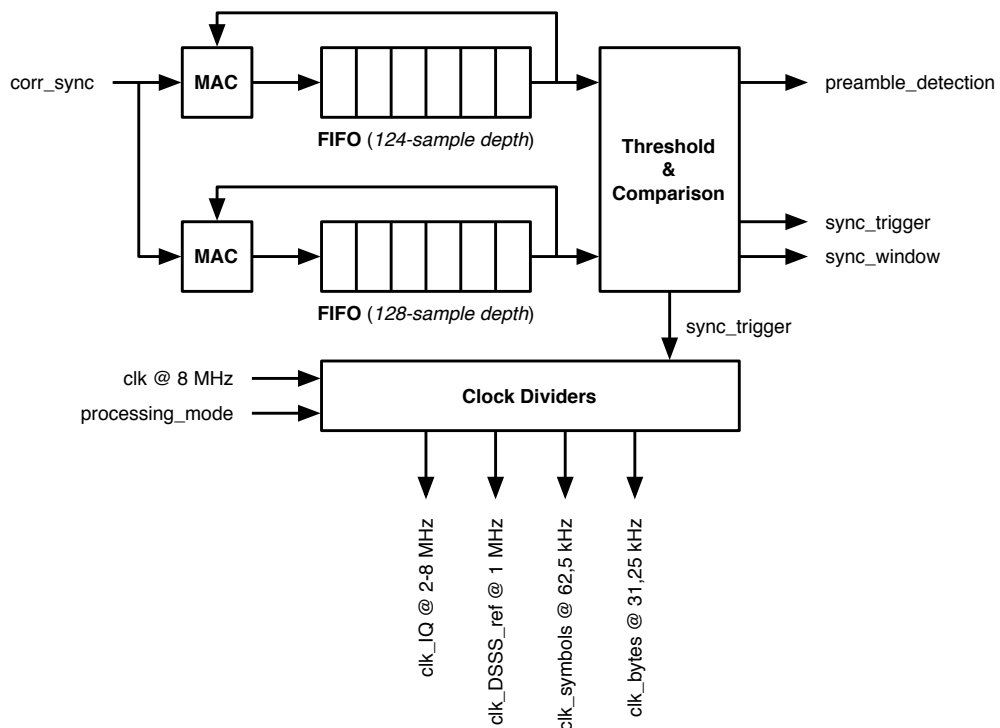 corr_sync
MAC
FIFO (124-sample depth)
Threshold
&
Comparison
preamble_detection
MAC
FIFO (128-sample depth)
sync_trigger
sync_window
sync_trigger
clk @ 8 MHz
processing_mode
Clock Dividers
clk_IQ @ 2-8 MHz
clk_DSSS_ref @ 1 MHz
clk_symbols @ 62,5 kHz
clk_bytes @ 31,25 kHz